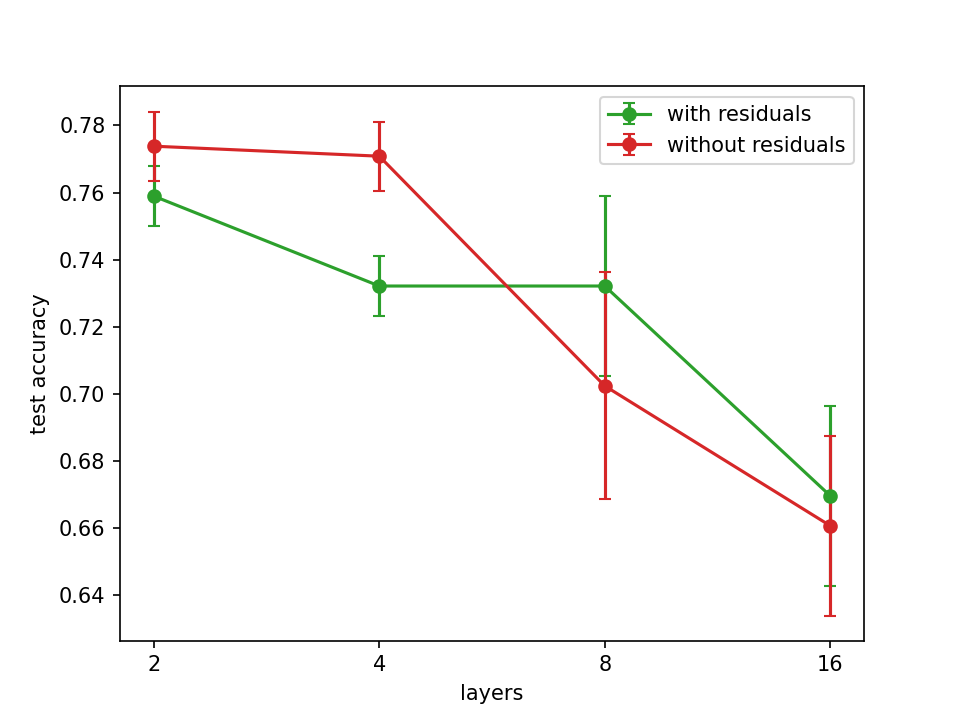 with residuals
without residuals
0.78
0.76
0.74
0.72
0.70
0.68
0.66
0.64
test accuracy
2 4 8 16
layers